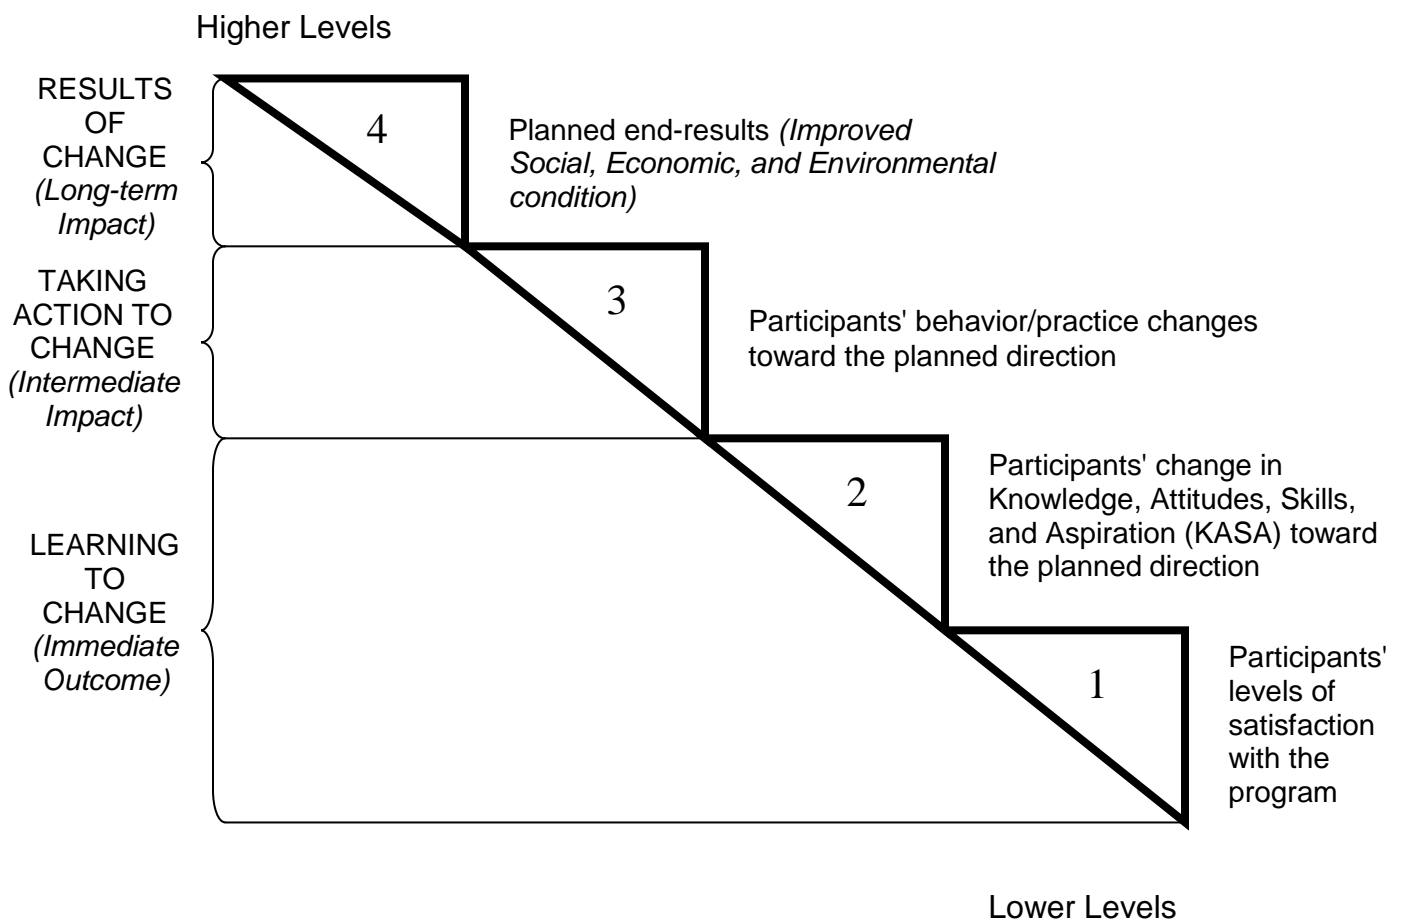 Higher Levels
RESULTS
OF
CHANGE
(Long-term
Impact)
4
Planned end-results (Improved
Social, Economic, and Environmental
condition)
TAKING
ACTION TO
CHANGE
(Intermediate
Impact)
3
Participants' behavior/practice changes
toward the planned direction
LEARNING
TO
CHANGE
(Immediate
Outcome)
2
Participants' change in
Knowledge, Attitudes, Skills,
and Aspiration (KASA) toward
the planned direction
1
Participants'
levels of
satisfaction
with the
program
Lower Levels